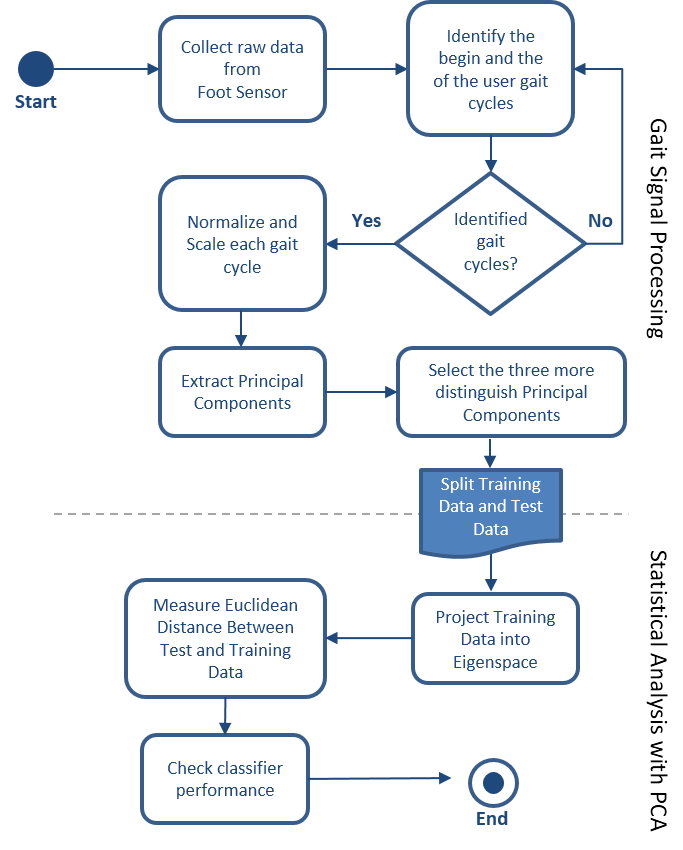 Start
Collect raw data
from
Foot Sensor
Identify the
begin and the
of the user gait
cycles
Identified
gait
cycles?
Yes
No
Normalize and
Scale each gait
cycle
Extract Principal
Components
Select the three more
distinguish Principal
Components
Gait Signal Processing
Split Training
Data and Test
Data
Project Training
Data into
Eigenspace
Measure Euclidean
Distance Between
Test and Training
Data
Check classifier
performance
End
Statistical Analysis with PCA